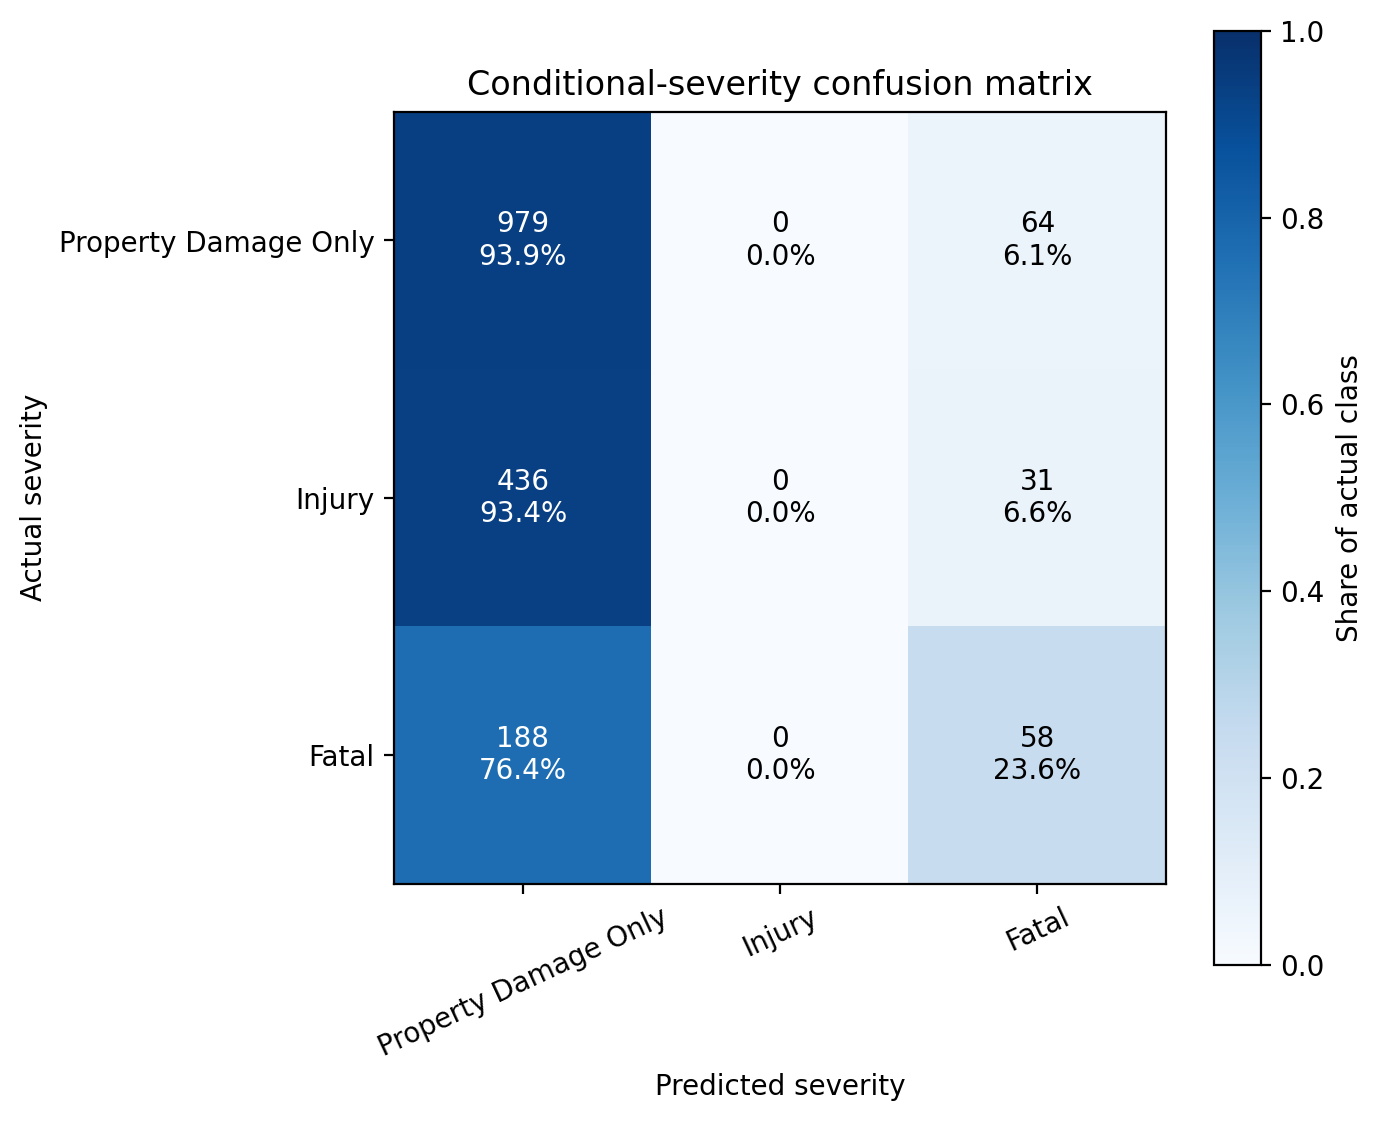 Conditional-severity confusion matrix
Actual severity
Property Damage Only
979
93.9%
0
0.0%
64
6.1%
Injury
436
93.4%
0
0.0%
31
6.6%
Fatal
188
76.4%
0
0.0%
58
23.6%
Property Damage Only
Injury
Fatal
Predicted severity
1.0
0.8
0.6
0.4
0.2
0.0
Share of actual class